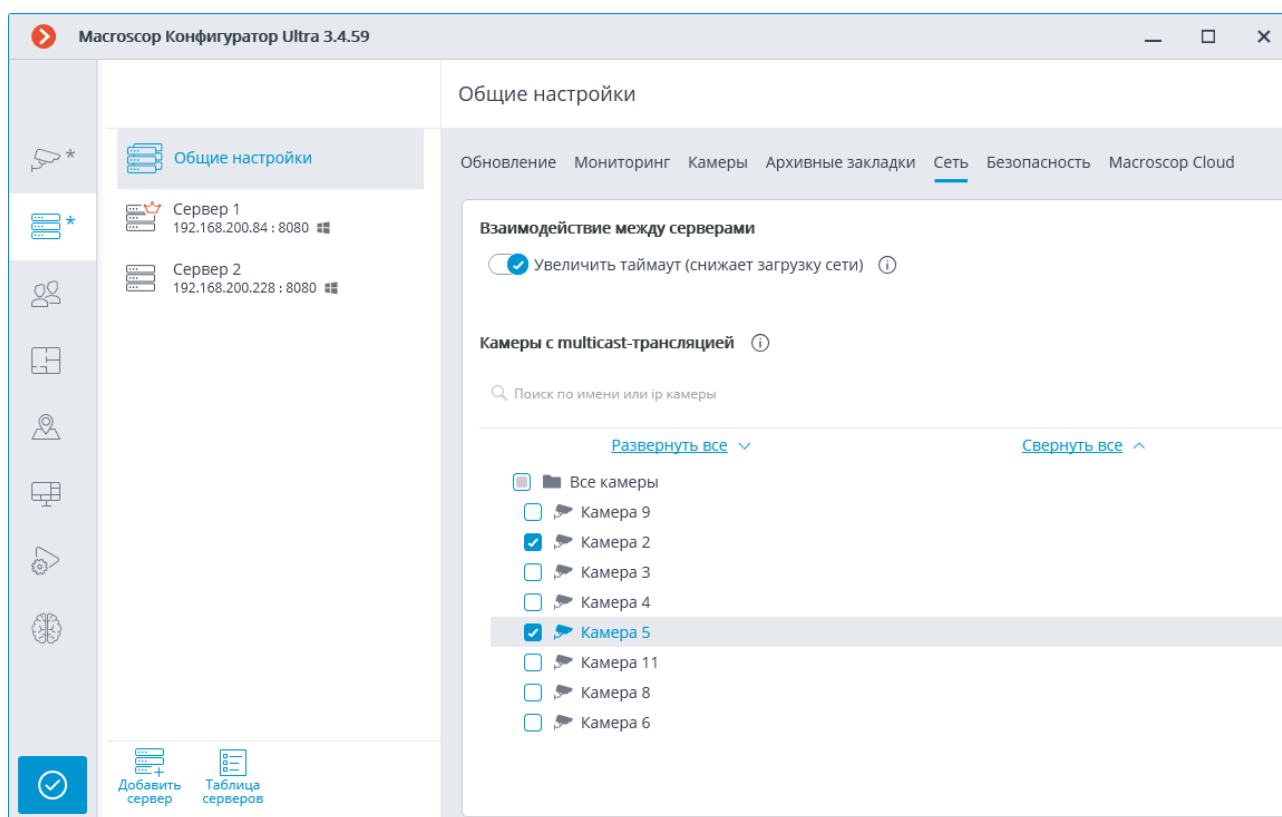 Macroscop Конфигуратор Ultra 3.4.59
Общие настройки
Общие настройки
Обновление Мониторинг Камеры Архивные закладки Сеть Безопасность Macroscop Cloud
*
*
Сервер 1
192.168.200.84 : 8080
Сервер 2
192.168.200.228 : 8080
Взаимодействие между серверами
Увеличить таймаут (снижает загрузку сети)
Камеры с multicast-трансляцией
Поиск по имени или ip камеры
Развернуть все Свернуть все
Все камеры
Камера 9
Камера 2
Камера 3
Камера 4
Камера 5
Камера 11
Камера 8
Камера 6
Добавить
сервер
Таблица
серверов